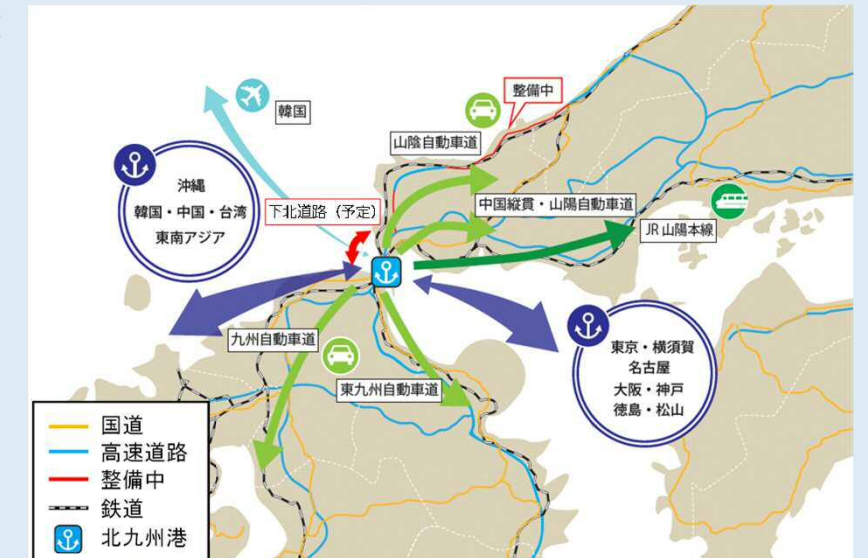 整備中
韓国
山陰自動車道
沖縄
韓国・中国・台湾
東南アジア
下北道路（予定）
中国縦貫・山陽自動車道
JR山陽本線
九州自動車道
東九州自動車道
東京・横須賀
名古屋
大阪・神戸
徳島・松山
国道
高速道路
整備中
鉄道
北九州港